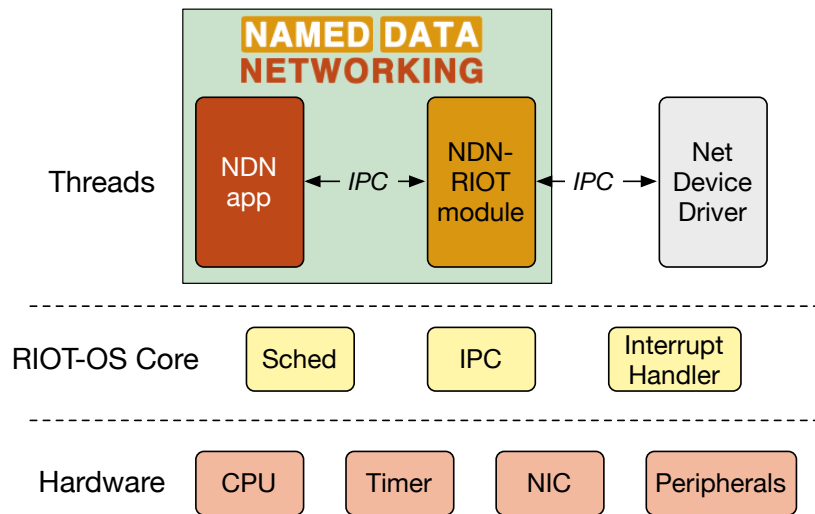 NAMED DATA
NETWORKING
Threads
NDN
app
IPC
NDN-
RIOT
module
IPC
Net
Device
Driver
RIOT-OS Core
Sched
IPC
Interrupt
Handler
Hardware
CPU
Timer
NIC
Peripherals